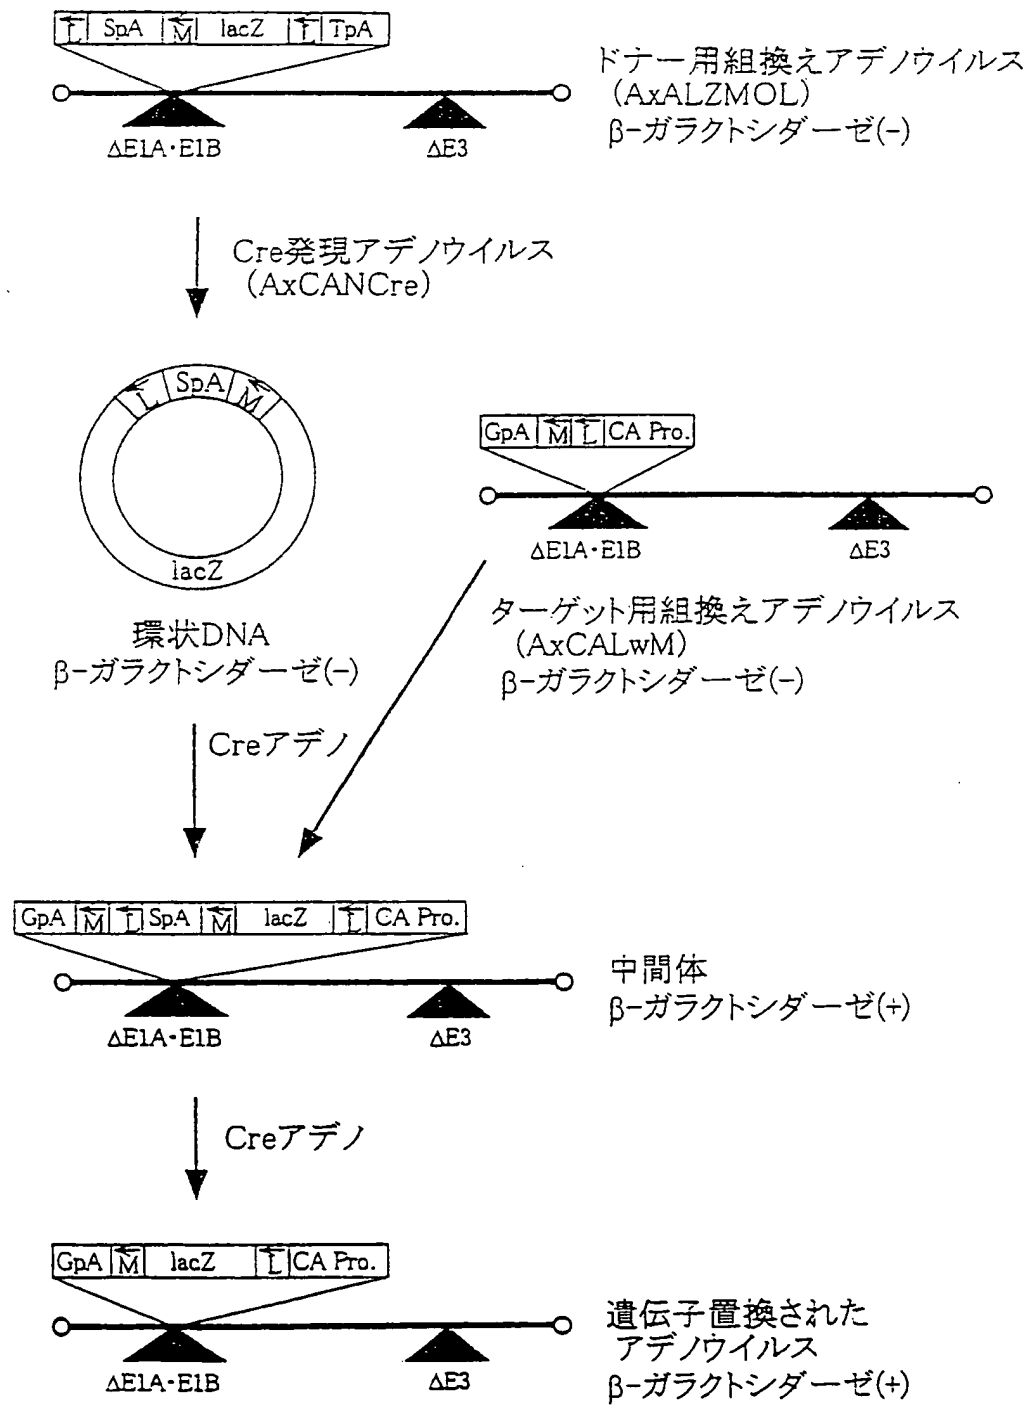 L SpA M lacZ L TpA
ドナー用組換えアデノウイルス
(AxALZMOL)
β-ガラクトシダーゼ(-)
ΔE1A・E1B
ΔE3
Cre発現アデノウイルス
(AxCANCre)
L SpA M
lacZ
環状DNA
β-ガラクトシダーゼ(-)
GpA M L CA Pro.
ΔE1A・E1B
ΔE3
ターゲット用組換えアデノウイルス
(AxCALwM)
β-ガラクトシダーゼ(-)
Creアデノ
GpA M L SpA M lacZ L CA Pro.
中間体
β-ガラクトシダーゼ(+)
ΔE1A・E1B
ΔE3
Creアデノ
GpA M lacZ L CA Pro.
遺伝子置換された
アデノウイルス
β-ガラクトシダーゼ(+)
ΔE1A・E1B
ΔE3